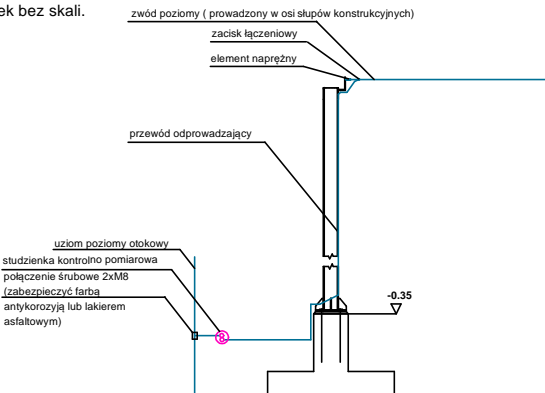 ek bez skali.
zwód poziomy ( prowadzony w osi słupów konstrukcyjnych)
zacisk łączeniowy
element naprężny
przewód odprowadzający
uziom poziomy otokowy
studzienka kontrolno pomiarowa
połączenie śrubowe 2xM8
(zabezpieczyć farbą
antykorozyją lub lakierem
asfaltowym)
-0.35